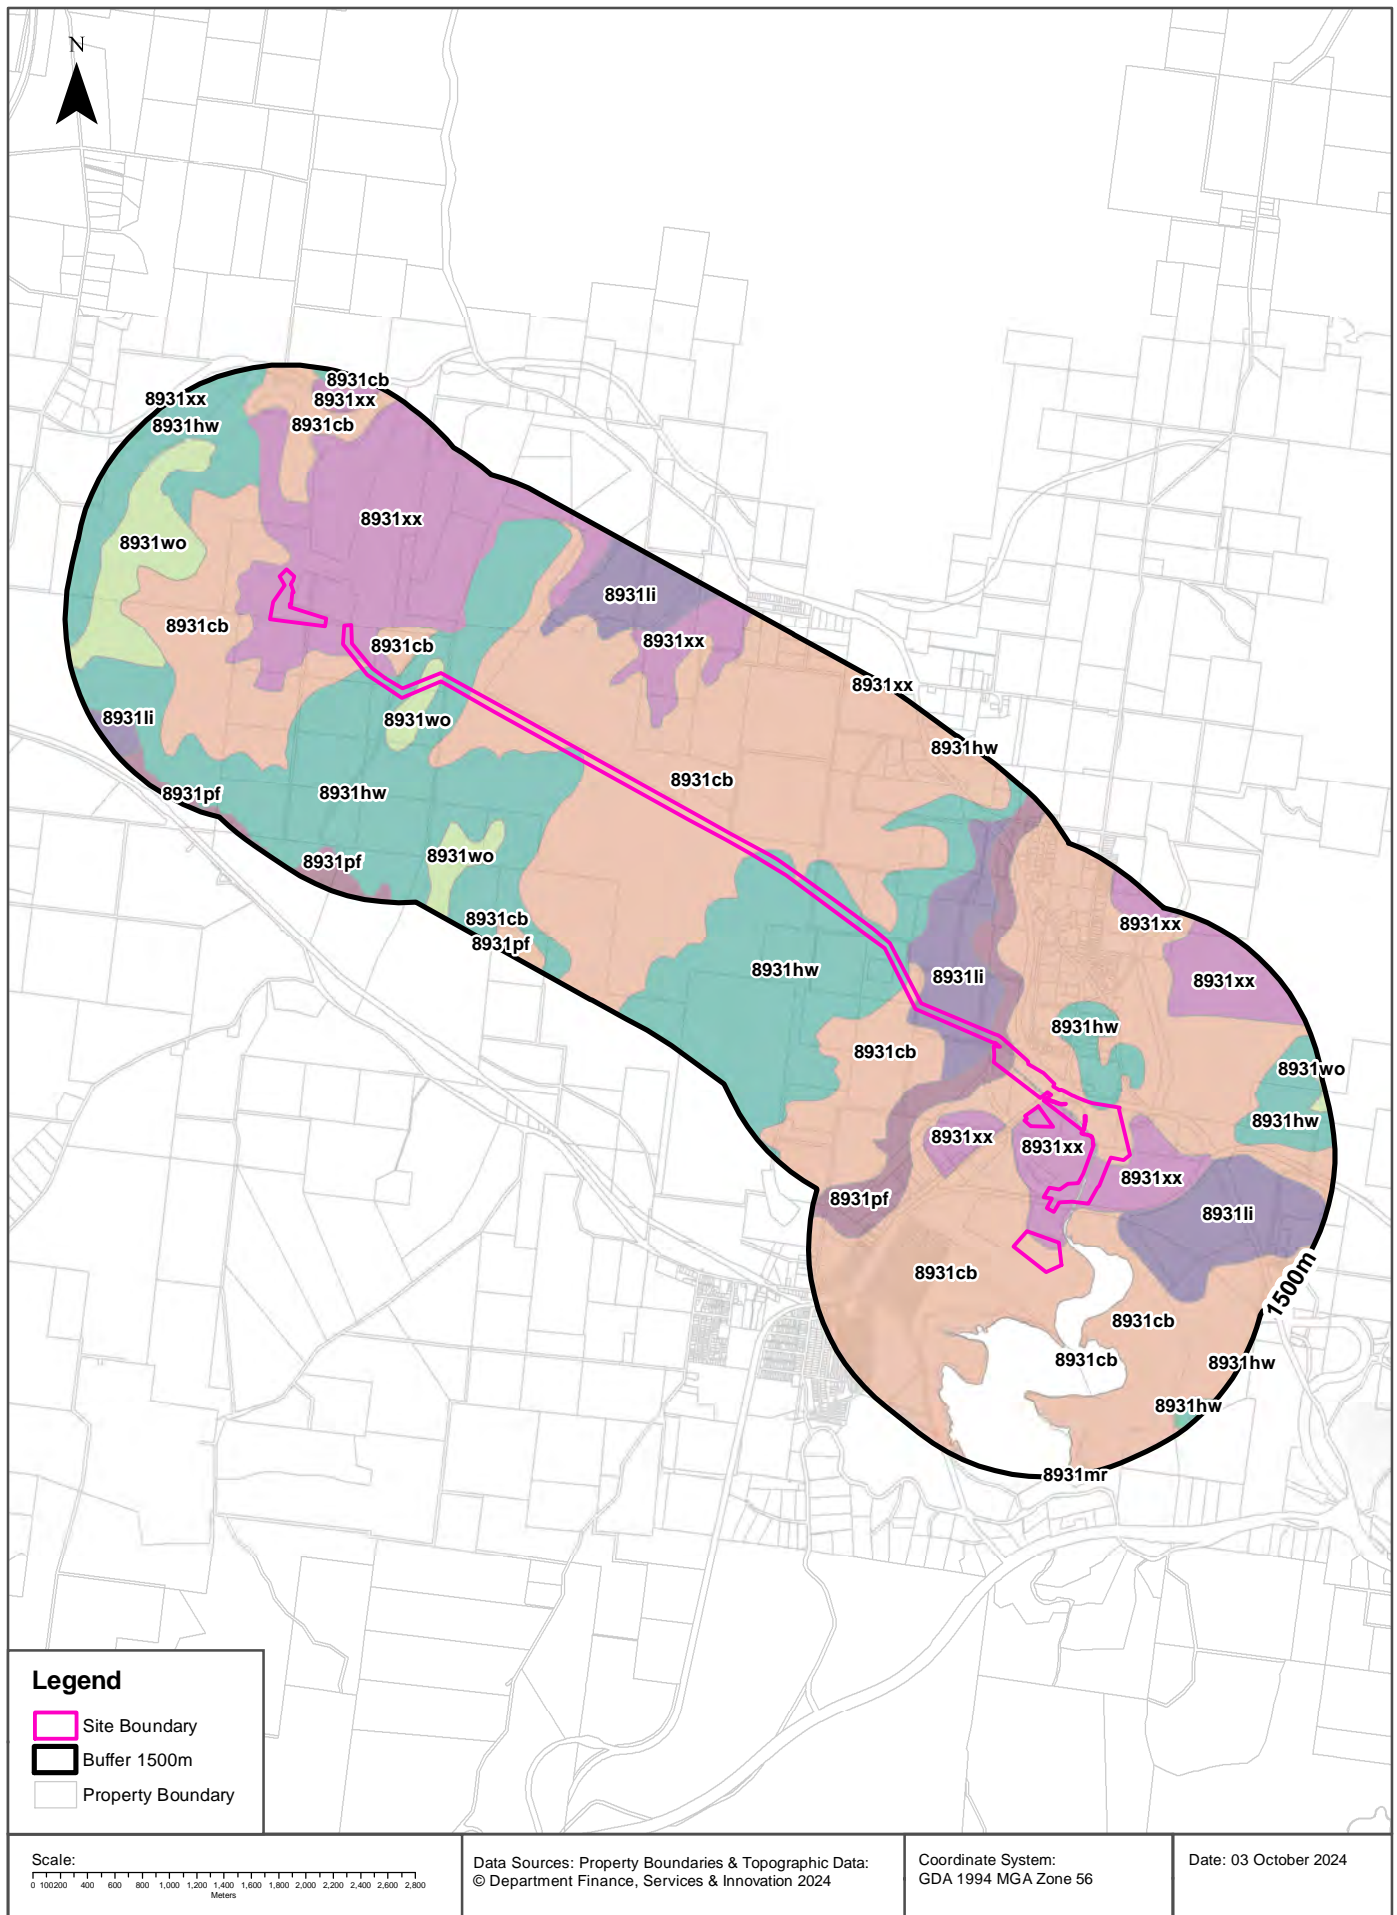 N
8931cb
8931xx
8931xx
8931hw
8931cb
8931xx
8931wo
8931li
8931cb
8931xx
8931cb
8931xx
8931li
8931wo
8931hw
8931cb
8931pf
8931hw
8931pf
8931wo
8931cb
8931xx
8931pf
8931hw
8931li
8931xx
8931hw
8931cb
8931wo
8931hw
8931xx
8931xx
8931xx
8931pf
8931li
8931cb
1500m
8931cb
8931cb
8931hw
8931hw
8931mr
Legend
Site Boundary
Buffer 1500m
Property Boundary
Scale:
0 100 200 400 600 800 1,000 1,200 1,400 1,600 1,800 2,000 2,200 2,400 2,600 2,800
Meters
Data Sources: Property Boundaries & Topographic Data:
© Department Finance, Services & Innovation 2024
Coordinate System:
GDA 1994 MGA Zone 56
Date: 03 October 2024